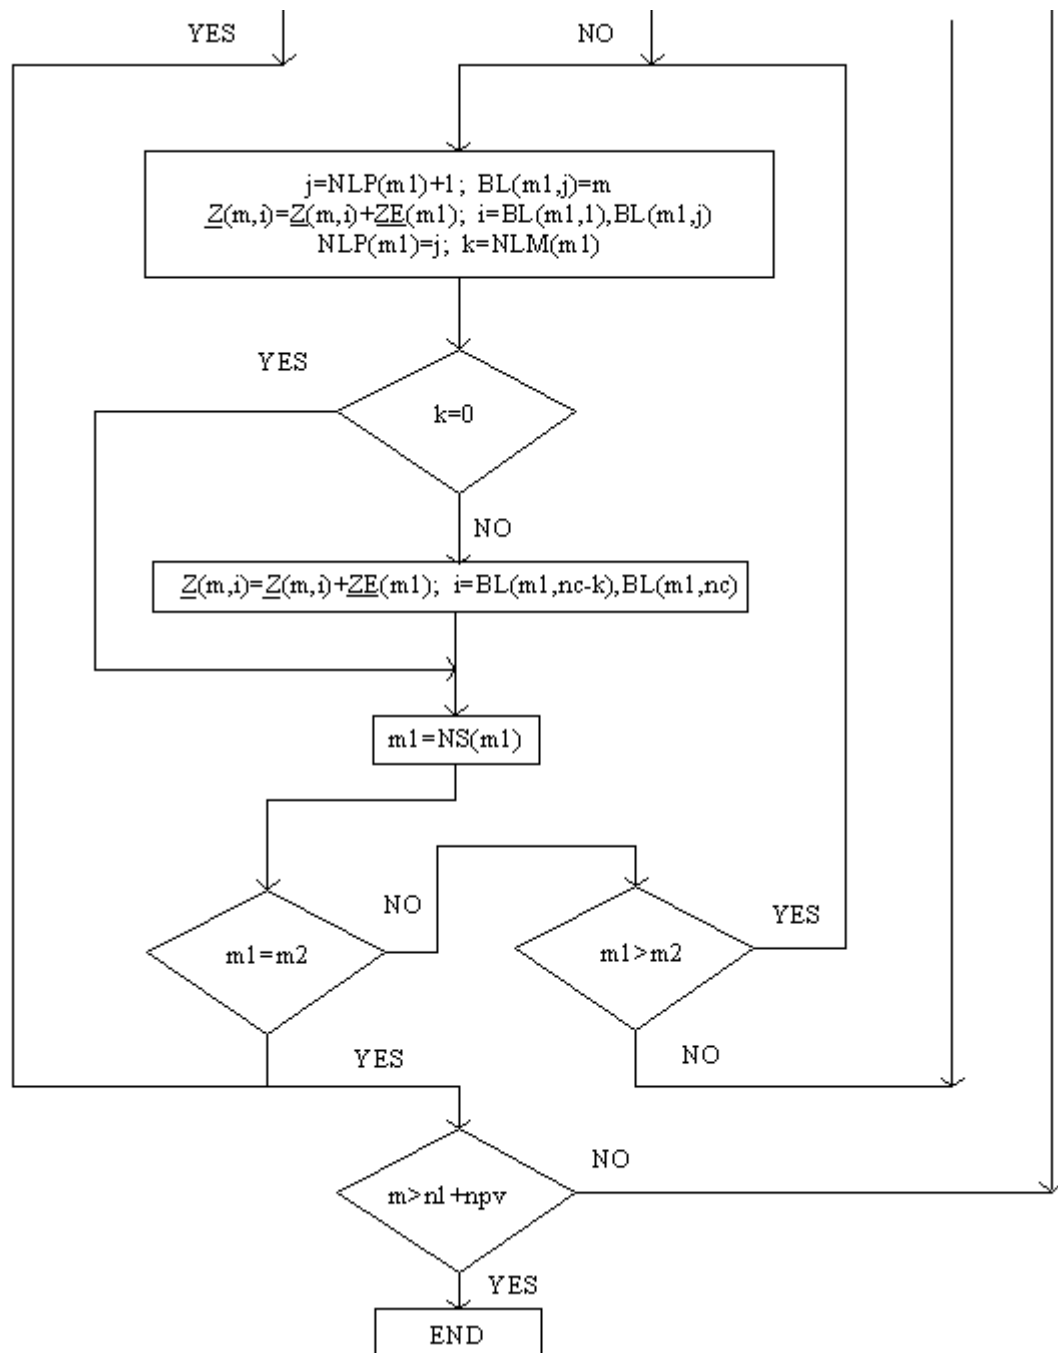 YES
NO
j=NLP(m1)+1; BL(m1,j)=m
Z(m,i)=Z(m,i)+ZE(m1); i=BL(m1,1),BL(m1,j)
NLP(m1)=j; k=NLM(m1)
YES
k=0
NO
Z(m,i)=Z(m,i)+ZE(m1); i=BL(m1,nc-k),BL(m1,nc)
m1=NS(m1)
NO
YES
m1=m2
m1>m2
YES
NO
NO
m>nl+npv
YES
END